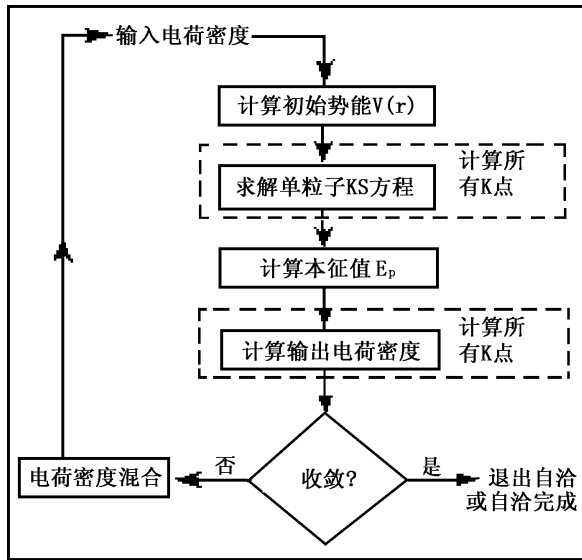 输入电荷密度
计算初始势能V(r)
计算所
有K点
求解单粒子KS方程
计算本征值Eₚ
计算所
有K点
计算输出电荷密度
收敛?
否
是
电荷密度混合
退出自洽
或自洽完成